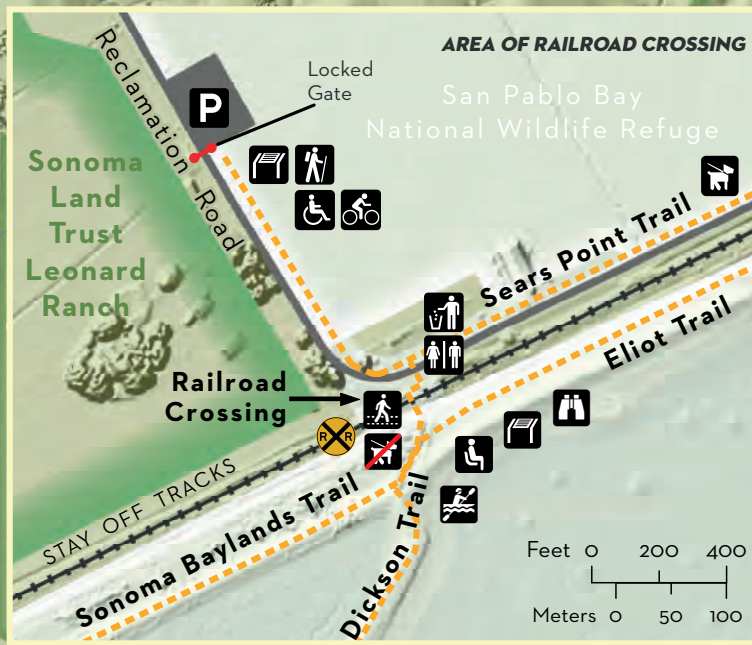 AREA OF RAILROAD CROSSING
Reclamation Road
P
Locked
Gate
San Pablo Bay
National Wildlife Refuge
Sonoma
Land
Trust
Leonard
Ranch
Sears Point Trail
Eliot Trail
Railroad
Crossing
R R
STAY OFF TRACKS
Sonoma Baylands Trail
Dickson Trail
Feet 0 200 400
Meters 0 50 100